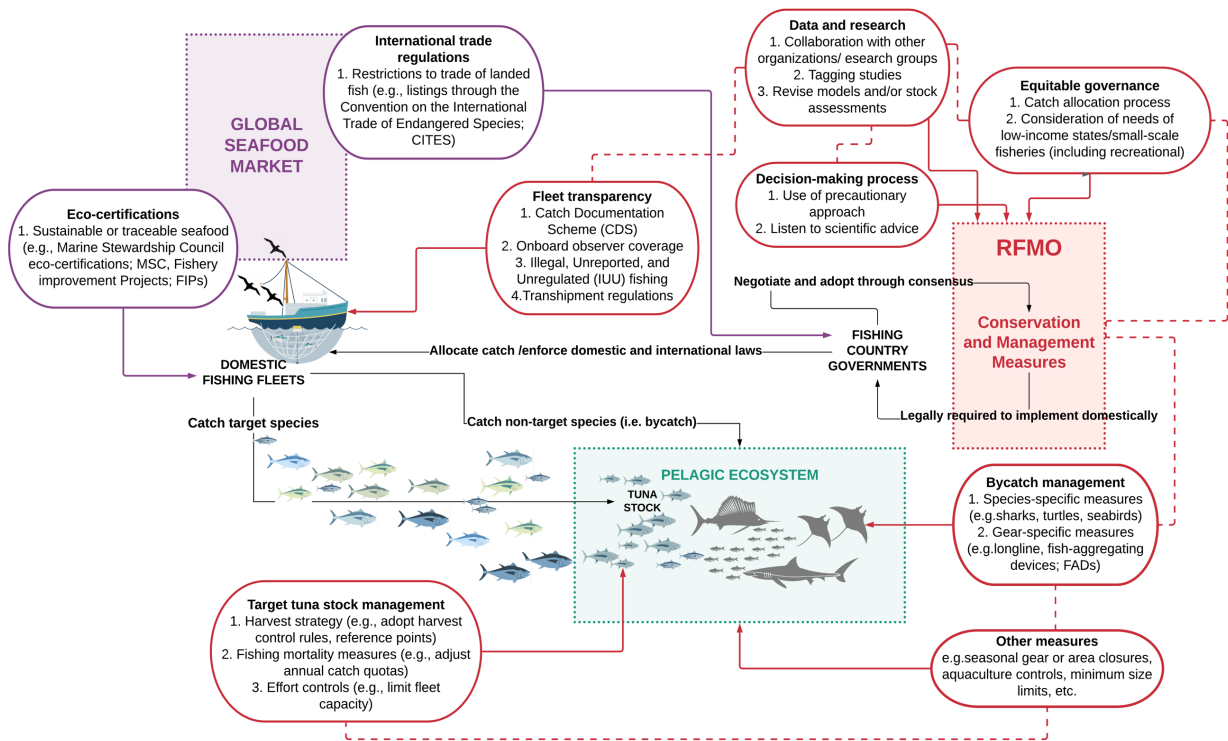 International trade
regulations
1. Restrictions to trade of landed
fish (e.g., listings through the
Convention on the International
Trade of Endangered Species;
CITES)
GLOBAL
SEAFOOD
MARKET
Data and research
1. Collaboration with other
organizations/ esearch groups
2. Tagging studies
3. Revise models and/or stock
assessments
Equitable governance
1. Catch allocation process
2. Consideration of needs of
low-income states/small-scale
fisheries (including recreational)
Eco-certifications
1. Sustainable or traceable seafood
(e.g., Marine Stewardship Council
eco-certifications; MSC, Fishery
improvement Projects; FIPs)
Fleet transparency
1. Catch Documentation
Scheme (CDS)
2. Onboard observer coverage
3. Illegal, Unreported, and
Unregulated (IUU) fishing
4.Transhipment regulations
Decision-making process
1. Use of precautionary
approach
2. Listen to scientific advice
RFMO
Negotiate and adopt through consensus
Conservation
and Management
Measures
FISHING
COUNTRY
GOVERNMENTS
Allocate catch /enforce domestic and international laws
DOMESTIC
FISHING FLEETS
Legally required to implement domestically
Catch target species
Catch non-target species (i.e. bycatch)
PELAGIC ECOSYSTEM
TUNA
STOCK
Bycatch management
1. Species-specific measures
(e.g.sharks, turtles, seabirds)
2. Gear-specific measures
(e.g.longline, fish-aggregating
devices; FADs)
Target tuna stock management
1. Harvest strategy (e.g., adopt harvest
control rules, reference points)
2. Fishing mortality measures (e.g., adjust
annual catch quotas)
3. Effort controls (e.g., limit fleet
capacity)
Other measures
e.g.seasonal gear or area closures,
aquaculture controls, minimum size
limits, etc.